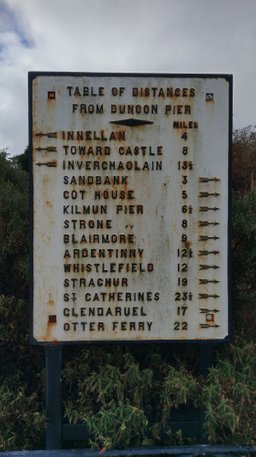 TABLE OF DISTANCES
FROM DUNOON PIER
MILES
INNELLAN 4
TOWARD CASTLE 8
INVERCHAOLAIN 13½
SANDBANK 3
COT HOUSE 5
KILMUN PIER 6½
STRONE ,, 8
BLAIRMORE 9
ARDENTINNY 12½
WHISTLEFIELD 12
STRACHUR 19
ST CATHERINES 23½
GLENDARUEL 17
OTTER FERRY 22